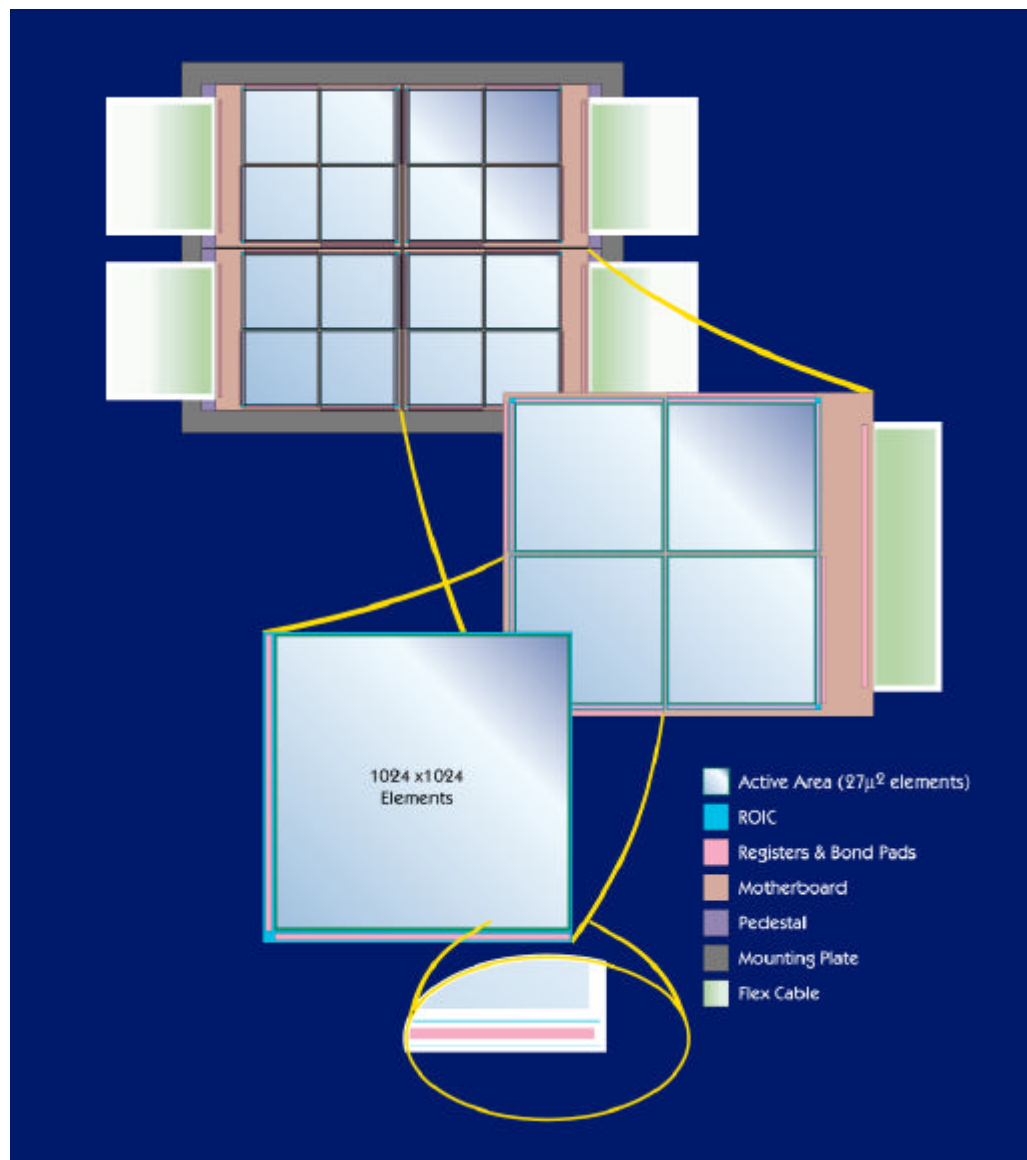 1024 x1024
Elements
Active Area (27μ² elements)
ROIC
Registers & Bond Pads
Motherboard
Pedestal
Mounting Plate
Flex Cable